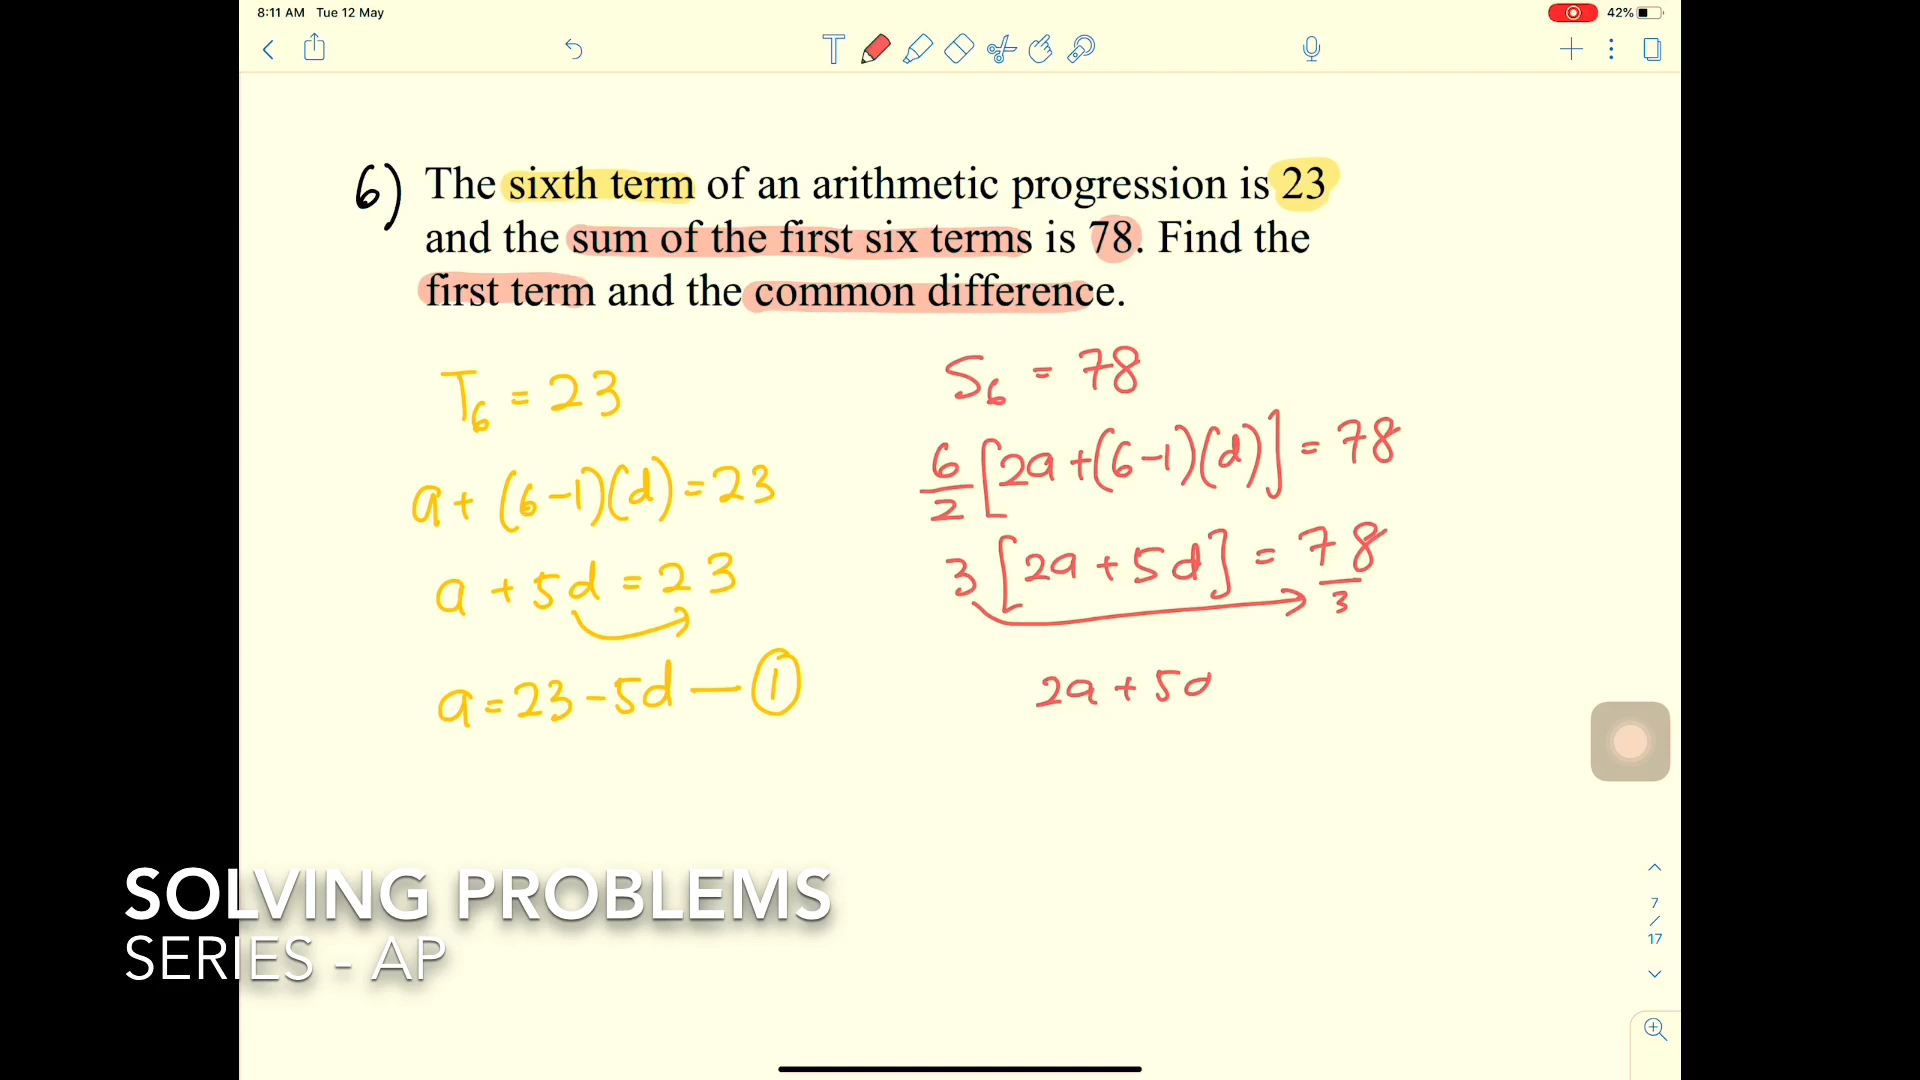 8:11 AM Tue 12 May
42%
6) The sixth term of an arithmetic progression is 23
and the sum of the first six terms is 78. Find the
first term and the common difference.
T₆ = 23
a + (6-1)(d) = 23
a + 5d = 23
a = 23 - 5d — ①
S₆ = 78
6/2 [2a + (6-1)(d)] = 78
3 [2a + 5d] = 78/3
2a + 5d
7
/
17
SOLVING PROBLEMS
SERIES - AP